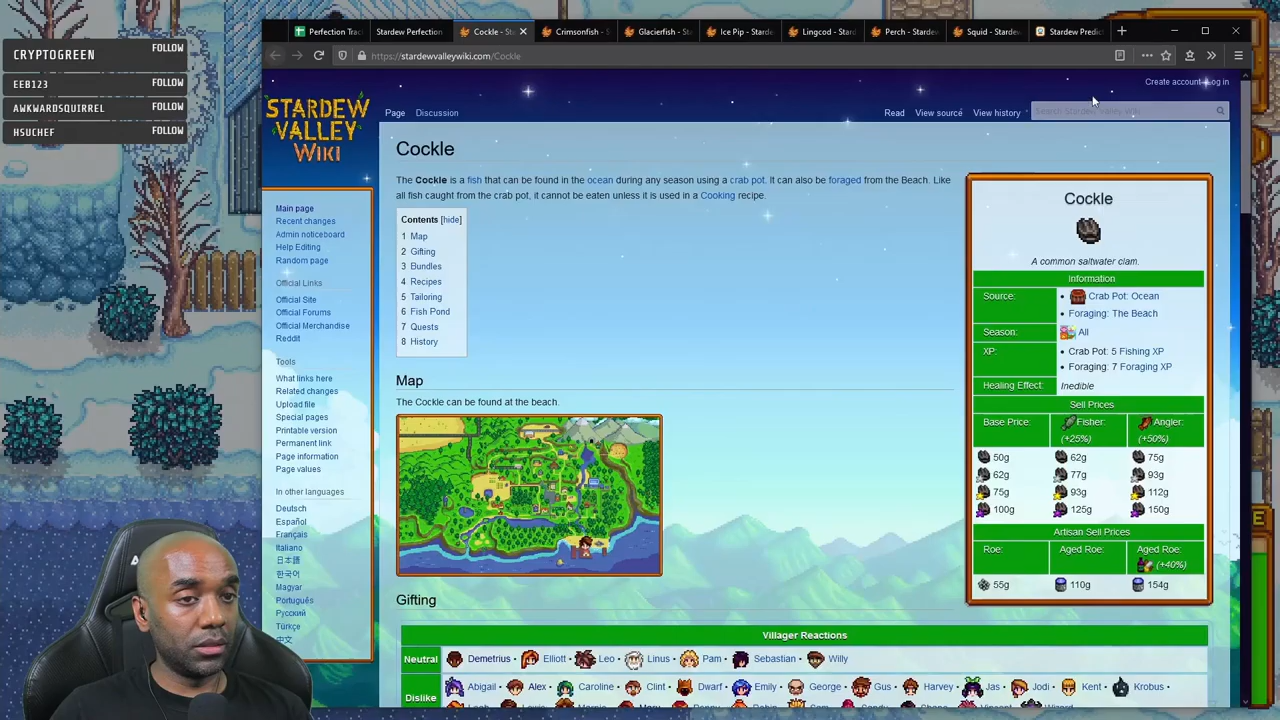 CRYPTOGREEN FOLLOW
EEB123 FOLLOW
AWKWARDSQUIRREL FOLLOW
HSUCHEF FOLLOW
Perfection Trac
Stardew Perfection
Cockle - St
Crimsonfish - S
Glacierfish - St
Ice Pip - Starde
Lingcod - Stard
Perch - Stardew
Squid - Stardew
Stardew Predict
https://stardewvalleywiki.com/Cockle
Create account Log in
STARDEW
VALLEY
WIKI
Page Discussion
Read View source View history
Search Stardew Valley Wiki
Main page
Recent changes
Admin noticeboard
Help Editing
Random page
Official Links
Official Site
Official Forums
Official Merchandise
Reddit
Tools
What links here
Related changes
Upload file
Special pages
Printable version
Permanent link
Page information
Page values
In other languages
Deutsch
Español
Français
Italiano
日本語
한국어
Magyar
Português
Русский
Türkçe
中文
Cockle
The Cockle is a fish that can be found in the ocean during any season using a crab pot. It can also be foraged from the Beach. Like
all fish caught from the crab pot, it cannot be eaten unless it is used in a Cooking recipe.
Contents [hide]
1 Map
2 Gifting
3 Bundles
4 Recipes
5 Tailoring
6 Fish Pond
7 Quests
8 History
Map
The Cockle can be found at the beach.
Gifting
Villager Reactions
Neutral Demetrius • Elliott • Leo • Linus • Pam • Sebastian • Willy
Dislike Abigail • Alex • Caroline • Clint • Dwarf • Emily • George • Gus • Harvey • Jas • Jodi • Kent • Krobus •
Cockle
A common saltwater clam.
Information
Source: • Crab Pot: Ocean
• Foraging: The Beach
Season: All
XP: • Crab Pot: 5 Fishing XP
• Foraging: 7 Foraging XP
Healing Effect: Inedible
Sell Prices
Base Price: Fisher: Angler:
(+25%) (+50%)
50g 62g 75g
62g 77g 93g
75g 93g 112g
100g 125g 150g
Artisan Sell Prices
Roe: Aged Roe: Aged Roe:
(+40%)
55g 110g 154g